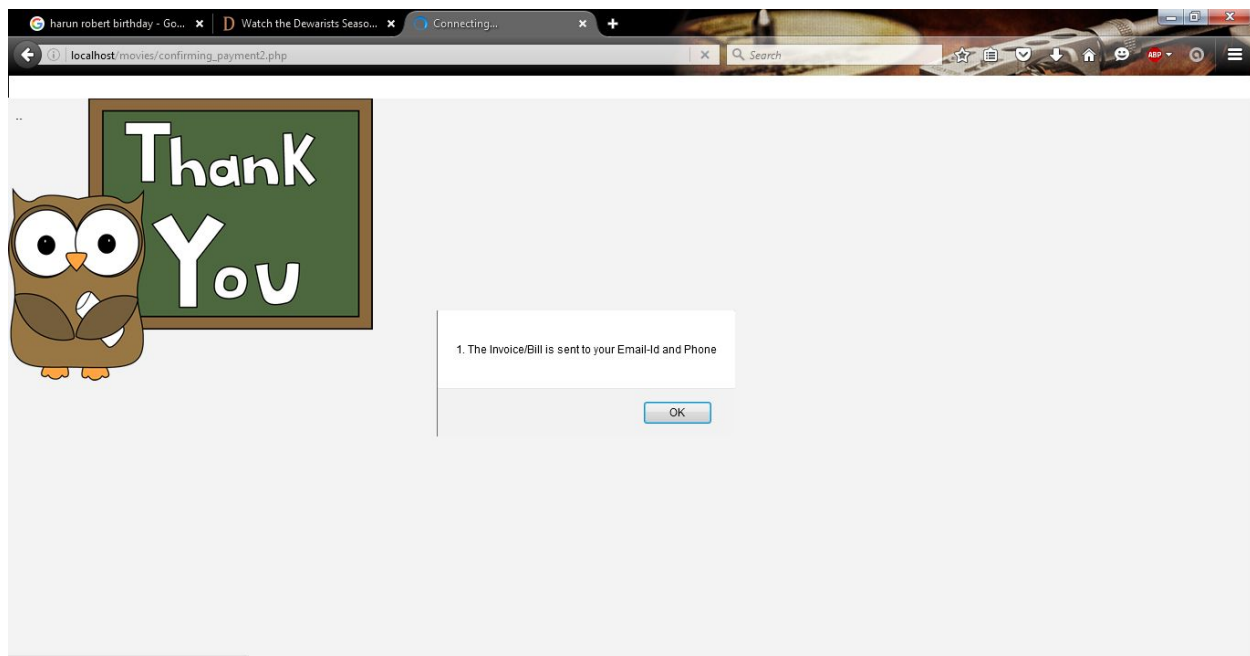 harun robert birthday - Go...
Watch the Dewarists Seaso...
Connecting...
localhost/movies/confirming_payment2.php
Search
ABP
..
Thank
You
1. The Invoice/Bill is sent to your Email-Id and Phone
OK